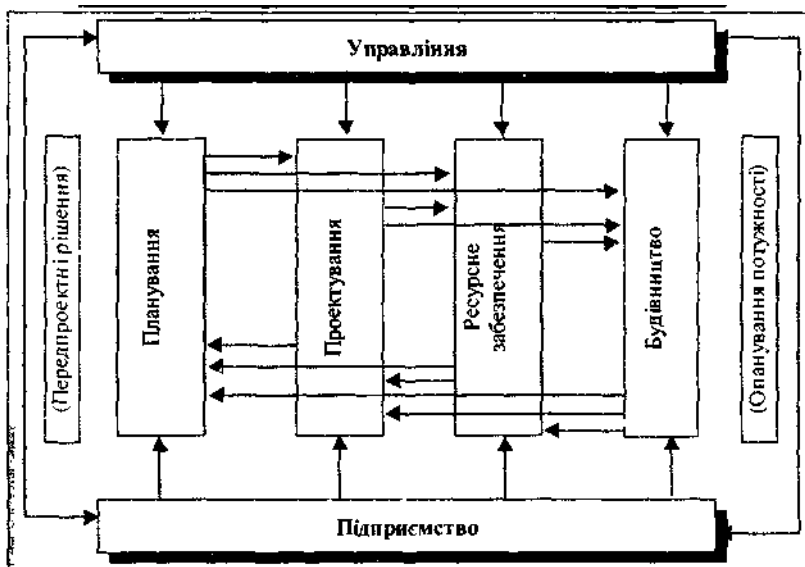 Управління
(Передпроектні рішення)
Планування
Проектування
Ресурсне
забезпечення
Будівництво
(Опанування потужності)
Підприємство